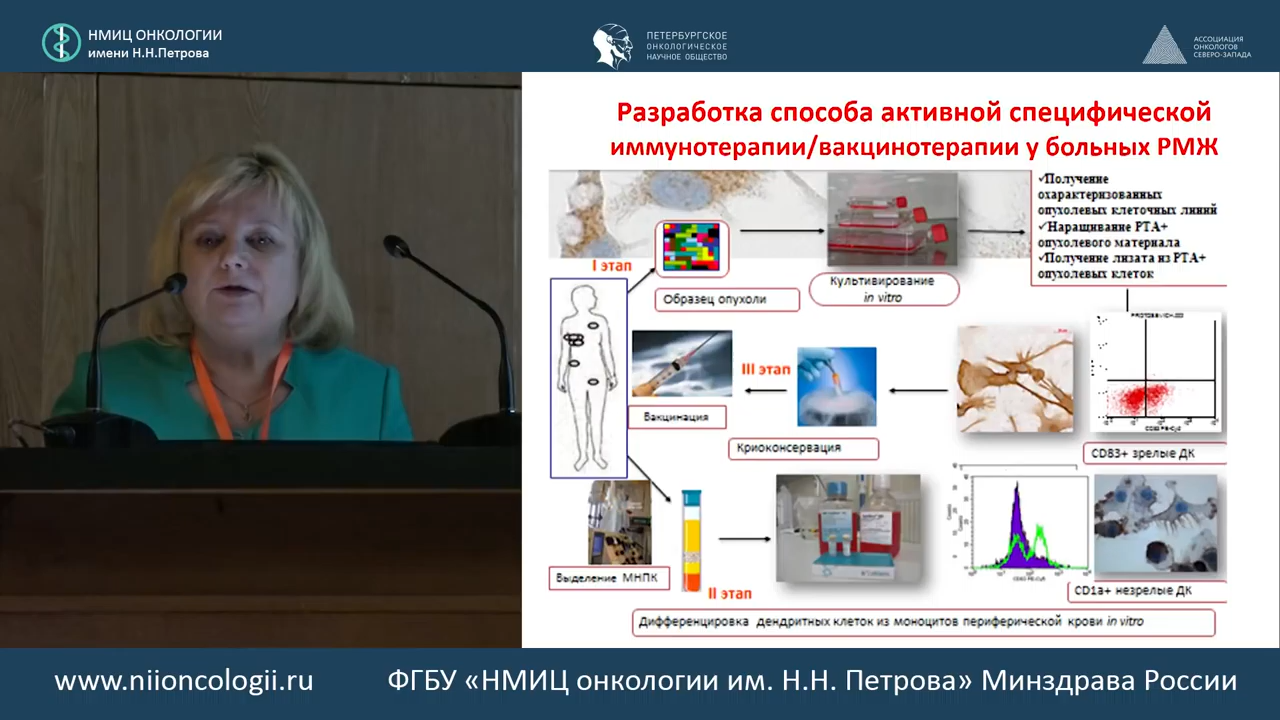 НМИЦ ОНКОЛОГИИ
имени Н.Н.Петрова
ПЕТЕРБУРГСКОЕ
ОНКОЛОГИЧЕСКОЕ
НАУЧНОЕ ОБЩЕСТВО
АССОЦИАЦИЯ
ОНКОЛОГОВ
СЕВЕРО-ЗАПАДА
Разработка способа активной специфической
иммунотерапии/вакцинотерапии у больных РМЖ
✓Получение
охарактеризованных
опухолевых клеточных линий
✓Наращивание РТА+
опухолевого материала
✓Получение лизата из РТА+
опухолевых клеток
I этап
Образец опухоли
Культивирование
in vitro
III этап
Вакцинация
Криоконсервация
CD83+ зрелые ДК
Выделение МНПК
II этап
CD1a+ незрелые ДК
Дифференцировка дендритных клеток из моноцитов периферической крови in vitro
www.niioncologii.ru
ФГБУ «НМИЦ онкологии им. Н.Н. Петрова» Минздрава России